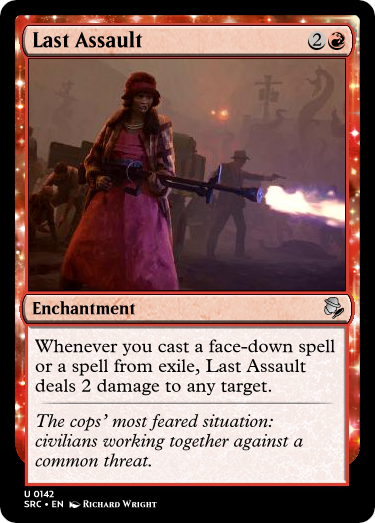 Last Assault 2
Enchantment
Whenever you cast a face-down spell
or a spell from exile, Last Assault
deals 2 damage to any target.
The cops' most feared situation:
civilians working together against a
common threat.
U 0142
SRC • EN Richard Wright